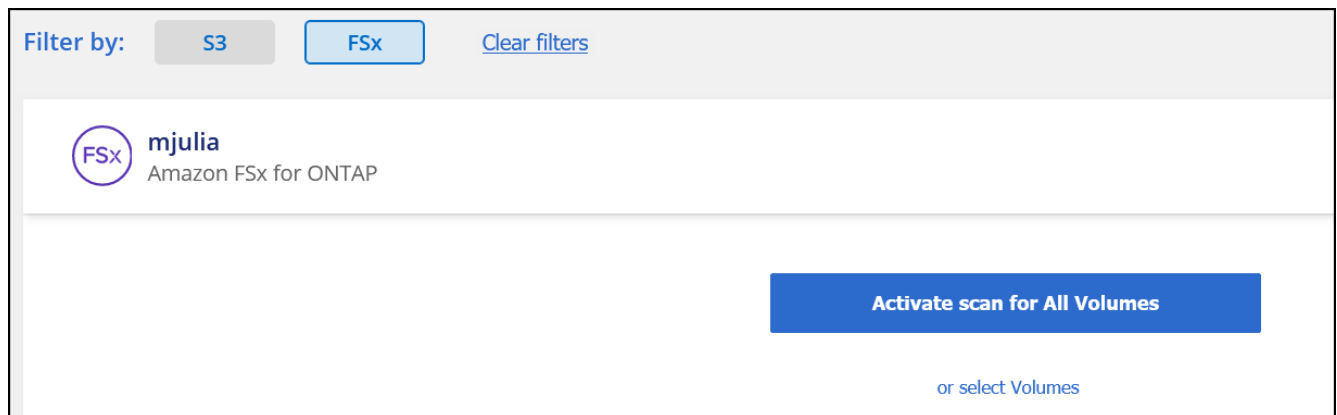 Filter by: S3 FSx Clear filters
FSx
mjulia
Amazon FSx for ONTAP
Activate scan for All Volumes
or select Volumes